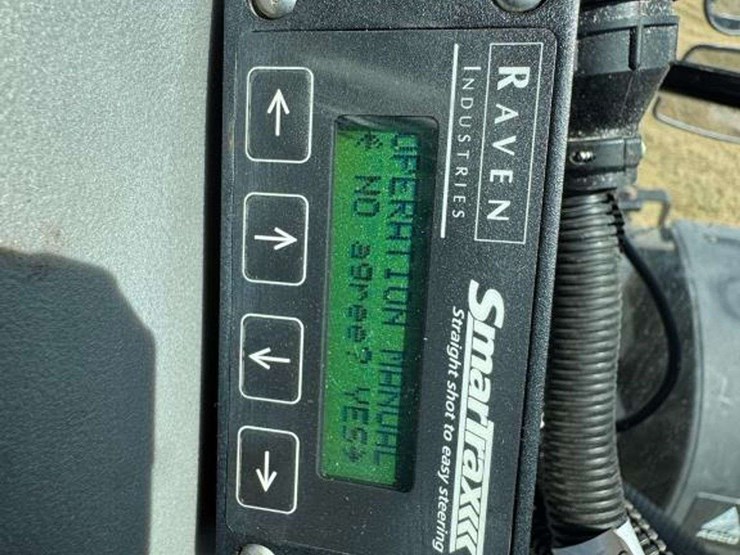 RAVEN
INDUSTRIES
SmarTrax
Straight shot to easy steering
OPERATION MANUAL
← NO agree? YES→